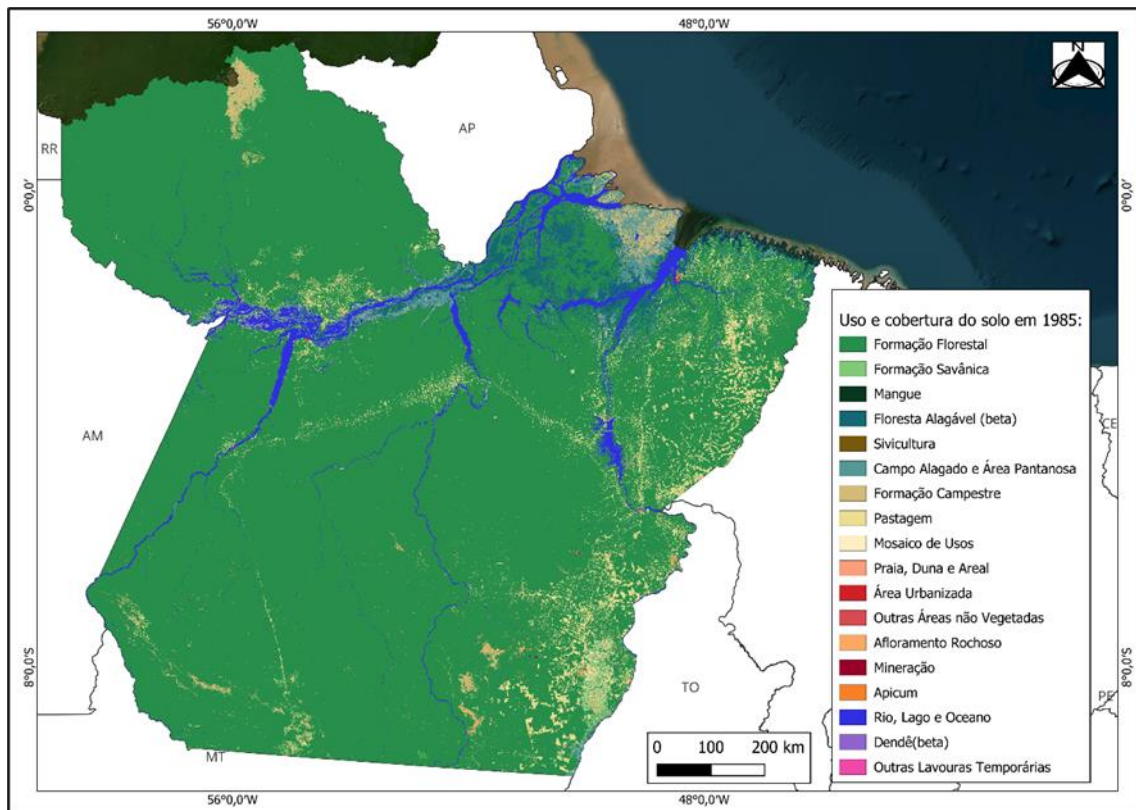 56°0,0'W
48°0,0'W
N
AP
RR
0°0,0'
0°0,0'
Uso e cobertura do solo em 1985:
Formação Florestal
Formação Savânica
Mangue
Floresta Alagável (beta)
Sivicultura
Campo Alagado e Área Pantanosa
Formação Campestre
Pastagem
Mosaico de Usos
Praia, Duna e Areal
Área Urbanizada
Outras Áreas não Vegetadas
Afloramento Rochoso
Mineração
Apicum
Rio, Lago e Oceano
Dendê(beta)
Outras Lavouras Temporárias
CE
AM
8°0,0'S
8°0,0'S
TO
PE
MT
0 100 200 km
56°0,0'W
48°0,0'W